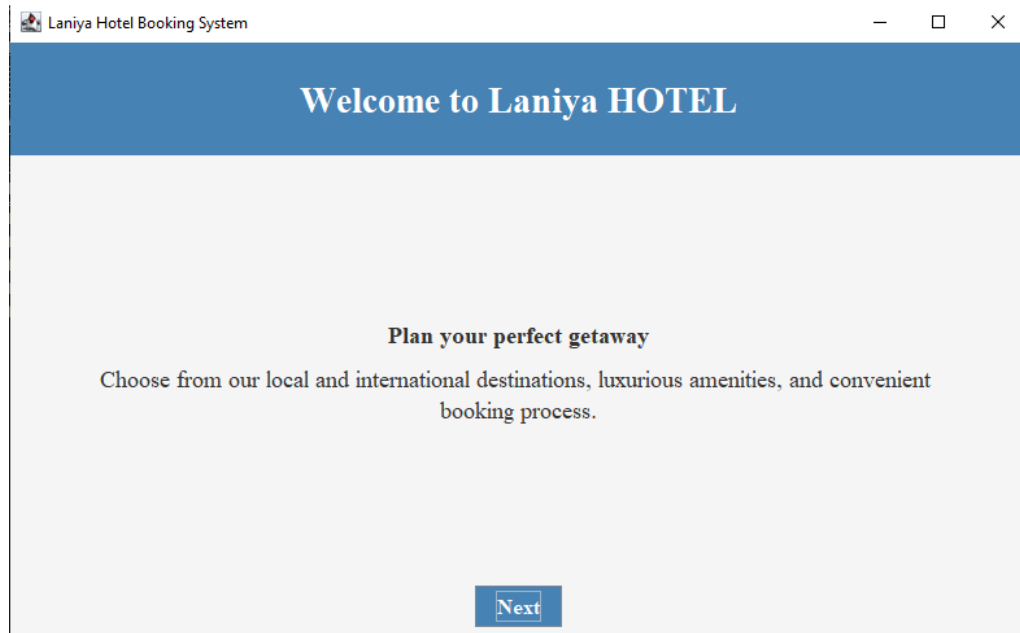 Laniya Hotel Booking System
Welcome to Laniya HOTEL
Plan your perfect getaway
Choose from our local and international destinations, luxurious amenities, and convenient
booking process.
Next